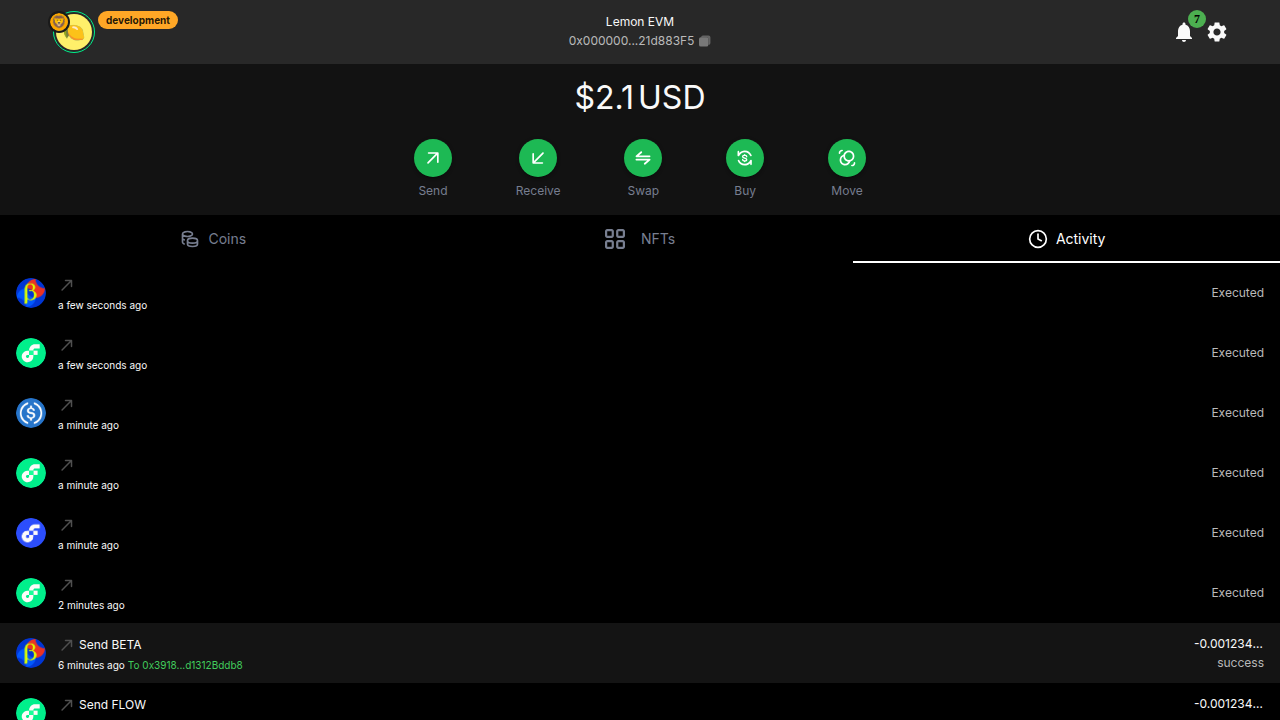 development
Lemon EVM
0x000000...21d883F5
7
$2.1 USD
Send
Receive
Swap
Buy
Move
Coins
NFTs
Activity
a few seconds ago
Executed
a few seconds ago
Executed
a minute ago
Executed
a minute ago
Executed
a minute ago
Executed
2 minutes ago
Executed
Send BETA
-0.001234...
6 minutes ago To 0x3918...d1312Bddb8
success
Send FLOW
-0.001234...